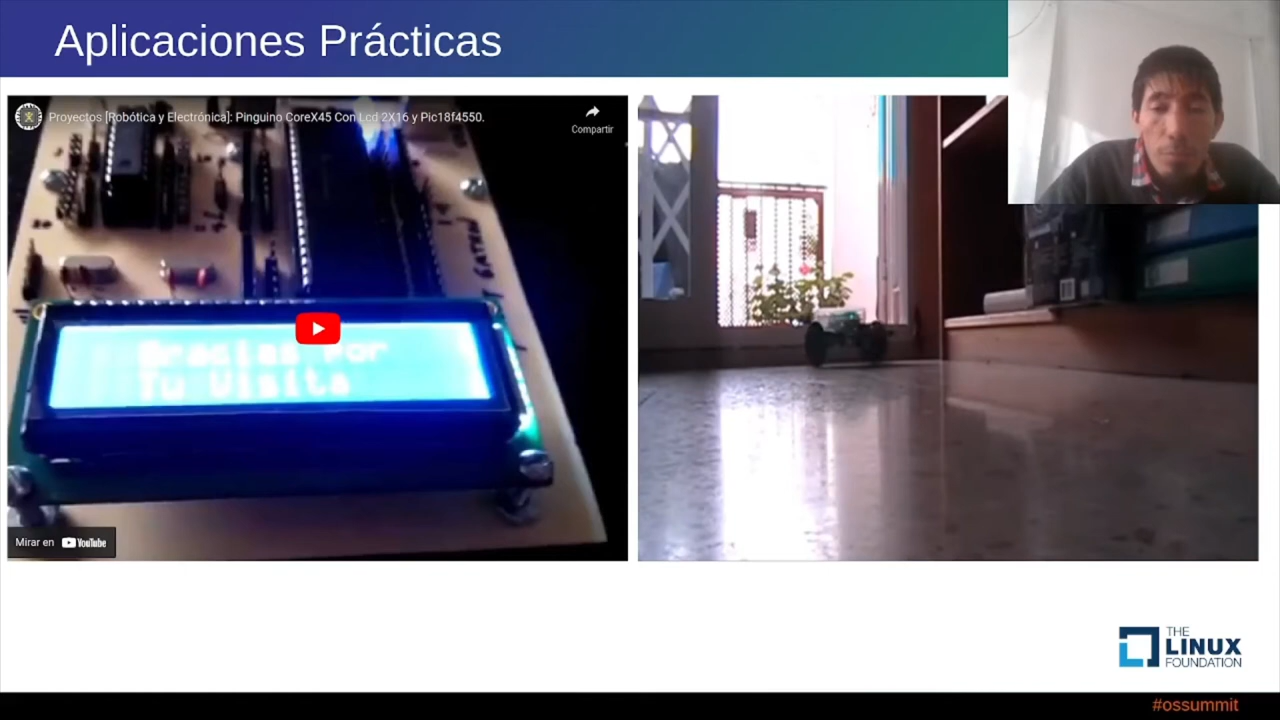 Aplicaciones Prácticas
Proyectos [Robótica y Electrónica]: Pinguino CoreX45 Con Lcd 2X16 y Pic18f4550.
Compartir
Gracias Por
Tu Visita
Mirar en YouTube
THE
LINUX
FOUNDATION
#ossummit